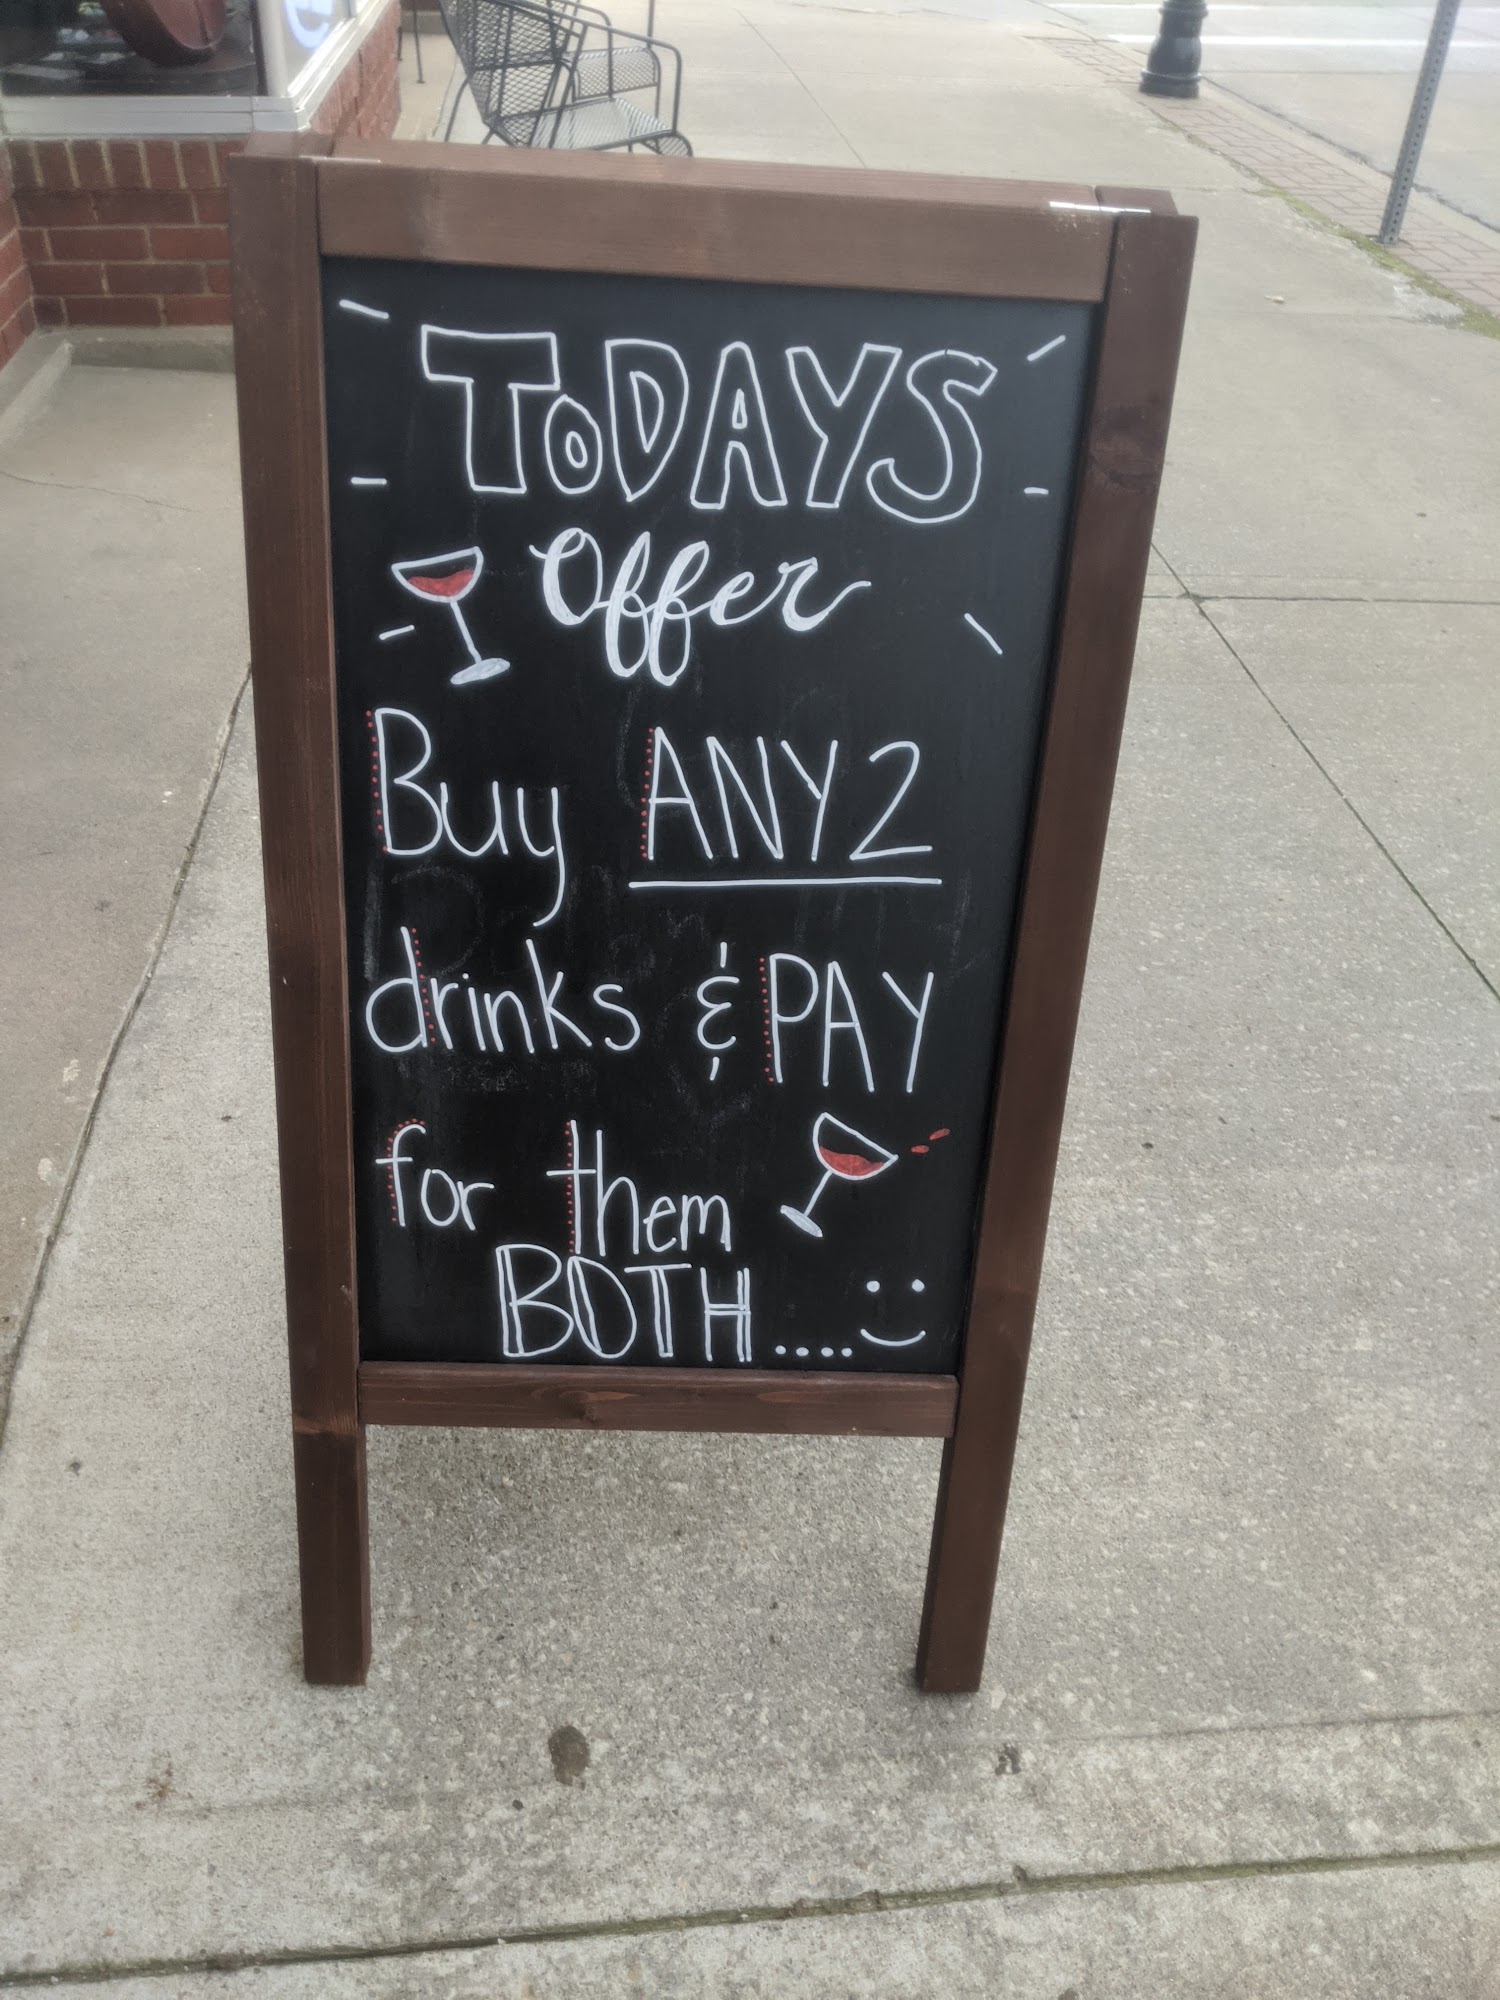 TODAYS
Offer
Buy ANY 2
drinks & PAY
for them
BOTH....